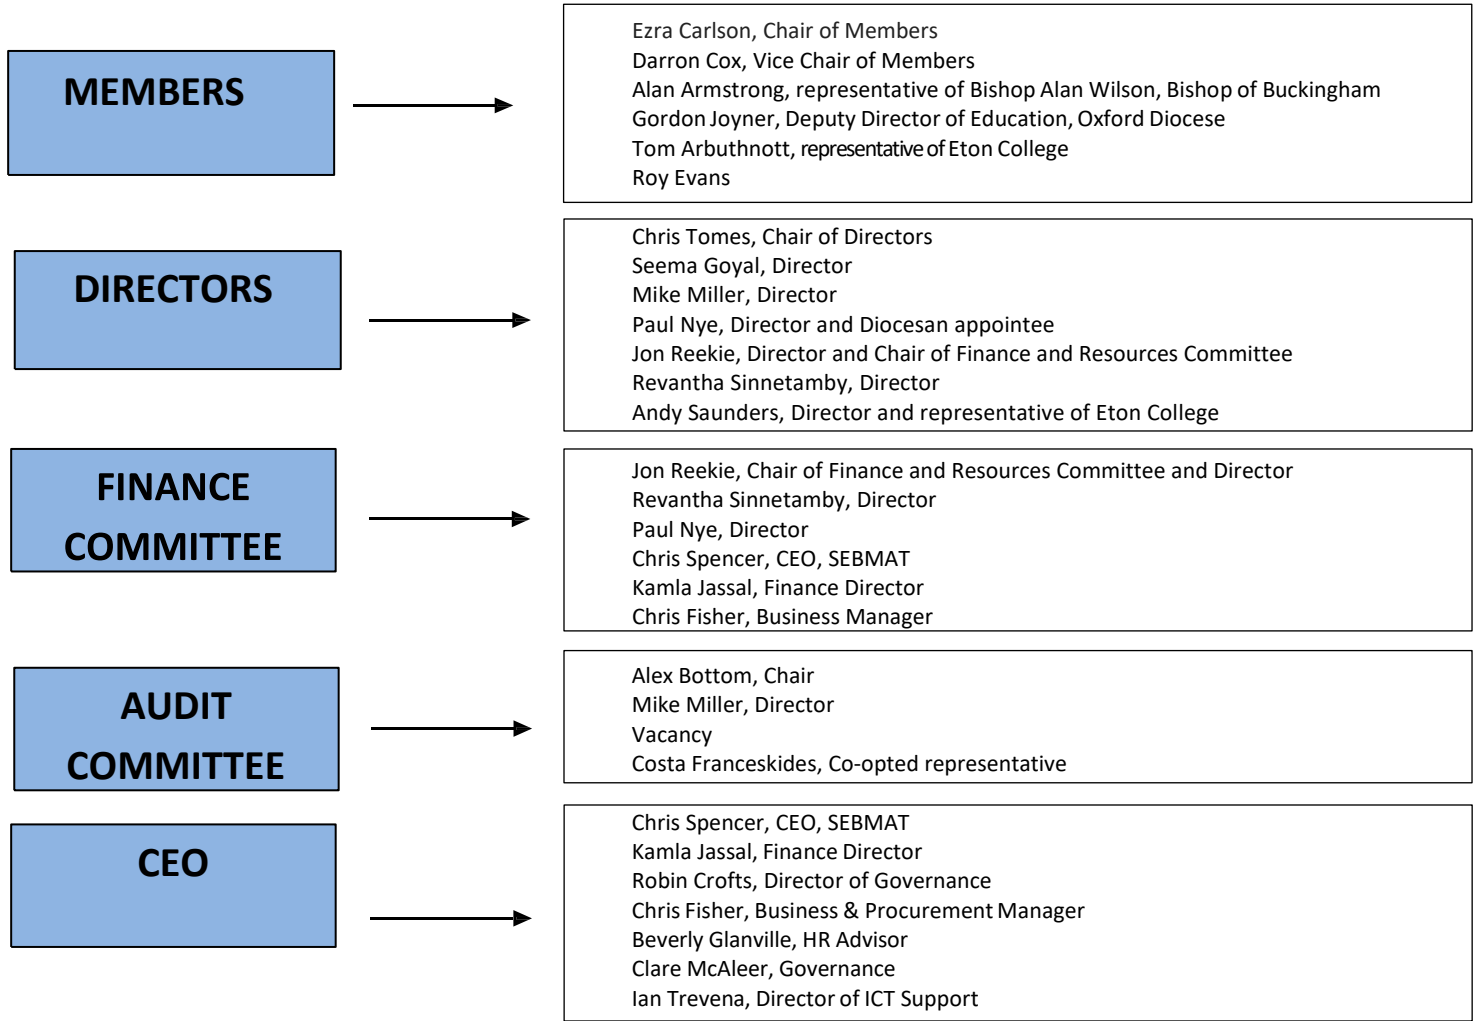 MEMBERS
Ezra Carlson, Chair of Members
Darron Cox, Vice Chair of Members
Alan Armstrong, representative of Bishop Alan Wilson, Bishop of Buckingham
Gordon Joyner, Deputy Director of Education, Oxford Diocese
Tom Arbuthnott, representative of Eton College
Roy Evans
DIRECTORS
Chris Tomes, Chair of Directors
Seema Goyal, Director
Mike Miller, Director
Paul Nye, Director and Diocesan appointee
Jon Reekie, Director and Chair of Finance and Resources Committee
Revantha Sinnetamby, Director
Andy Saunders, Director and representative of Eton College
FINANCE
COMMITTEE
Jon Reekie, Chair of Finance and Resources Committee and Director
Revantha Sinnetamby, Director
Paul Nye, Director
Chris Spencer, CEO, SEBMAT
Kamla Jassal, Finance Director
Chris Fisher, Business Manager
AUDIT
COMMITTEE
Alex Bottom, Chair
Mike Miller, Director
Vacancy
Costa Franceskides, Co-opted representative
CEO
Chris Spencer, CEO, SEBMAT
Kamla Jassal, Finance Director
Robin Crofts, Director of Governance
Chris Fisher, Business & Procurement Manager
Beverly Glanville, HR Advisor
Clare McAleer, Governance
Ian Trevena, Director of ICT Support